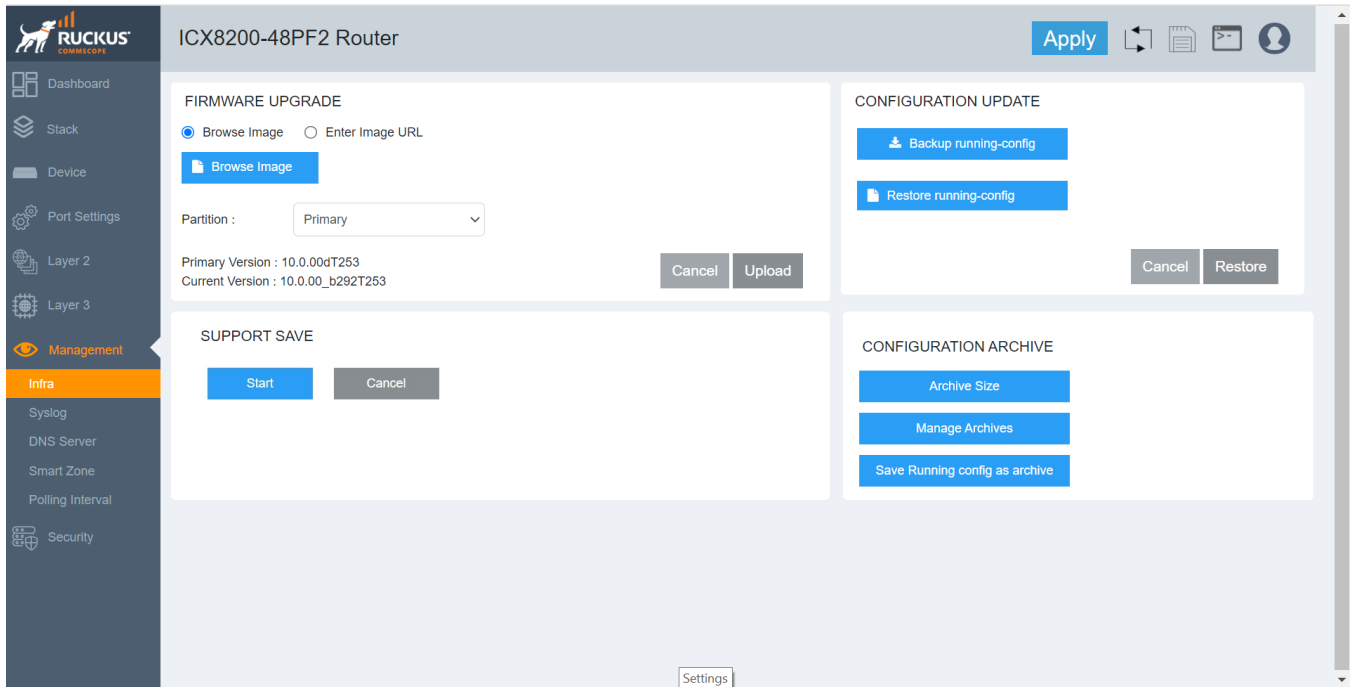 RUCKUS
COMMSCOPE
ICX8200-48PF2 Router
Apply
Dashboard
Stack
Device
Port Settings
Layer 2
Layer 3
Management
Infra
Syslog
DNS Server
Smart Zone
Polling Interval
Security
FIRMWARE UPGRADE
Browse Image
Enter Image URL
Browse Image
Partition :
Primary
Primary Version : 10.0.00dT253
Current Version : 10.0.00_b292T253
Cancel
Upload
CONFIGURATION UPDATE
Backup running-config
Restore running-config
Cancel
Restore
SUPPORT SAVE
Start
Cancel
CONFIGURATION ARCHIVE
Archive Size
Manage Archives
Save Running config as archive
Settings